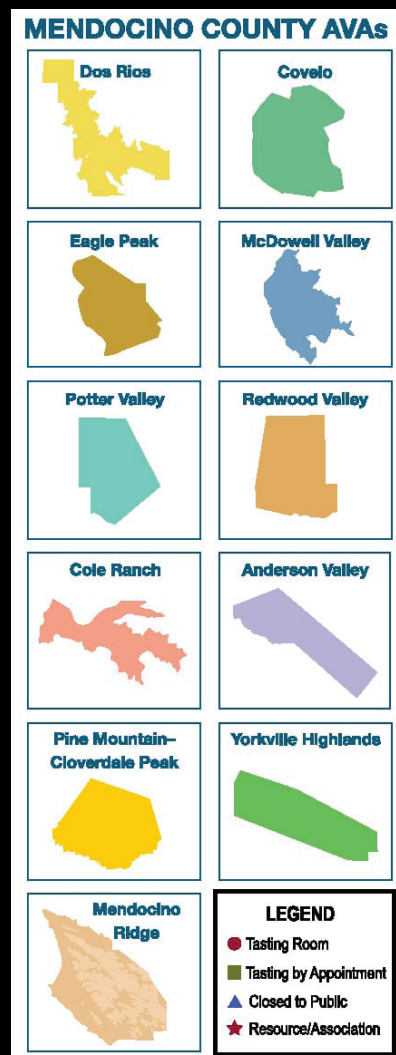 MENDOCINO COUNTY AVAs
Dos Rios
Covelo
Eagle Peak
McDowell Valley
Potter Valley
Redwood Valley
Cole Ranch
Anderson Valley
Pine Mountain–
Cloverdale Peak
Yorkville Highlands
Mendocino
Ridge
LEGEND
Tasting Room
Tasting by Appointment
Closed to Public
Resource/Association